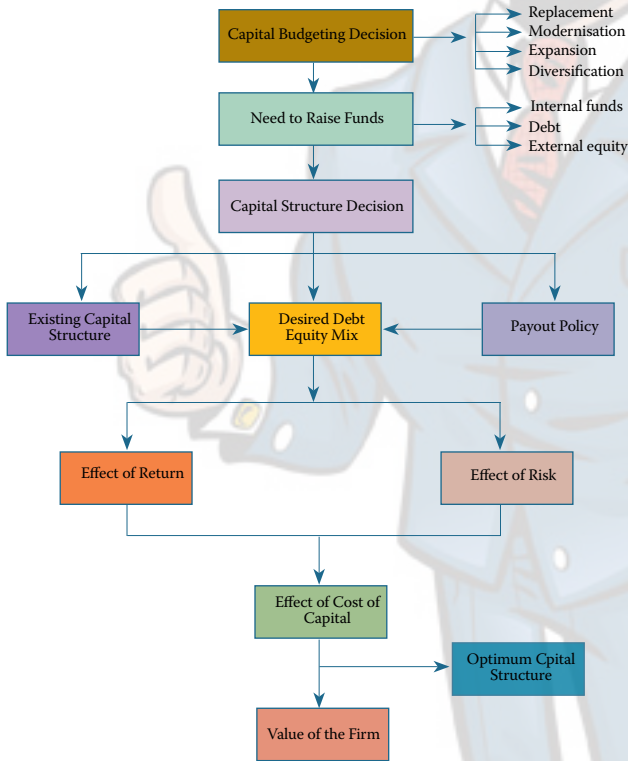 Capital Budgeting Decision
Replacement
Modernisation
Expansion
Diversification
Need to Raise Funds
Internal funds
Debt
External equity
Capital Structure Decision
Existing Capital
Structure
Desired Debt
Equity Mix
Payout Policy
Effect of Return
Effect of Risk
Effect of Cost of
Capital
Optimum Cpital
Structure
Value of the Firm